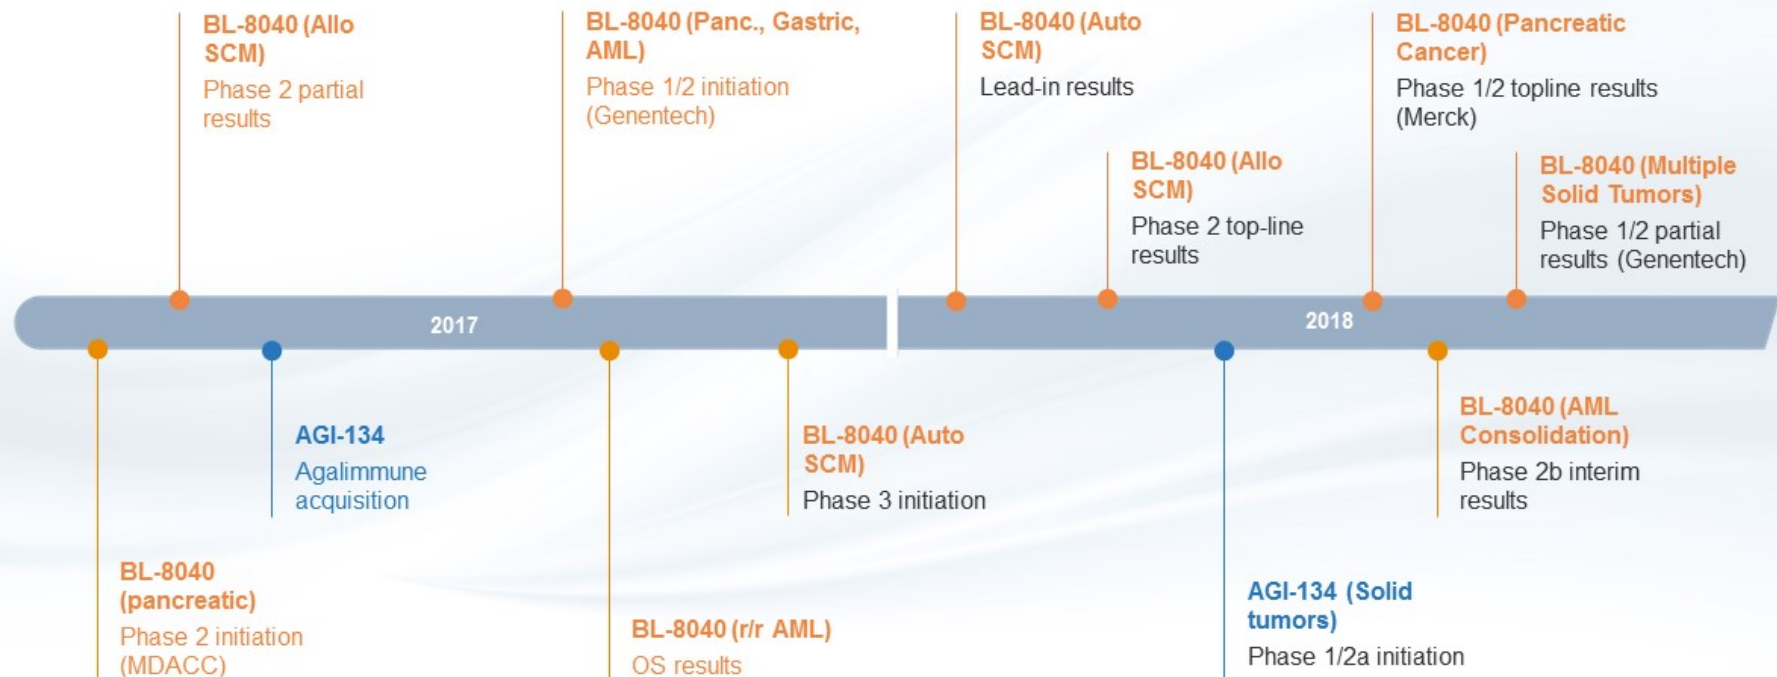 BL-8040 (Allo
SCM)
Phase 2 partial
results
BL-8040 (Panc., Gastric,
AML)
Phase 1/2 initiation
(Genentech)
BL-8040 (Auto
SCM)
Lead-in results
BL-8040 (Pancreatic
Cancer)
Phase 1/2 topline results
(Merck)
BL-8040 (Allo
SCM)
Phase 2 top-line
results
BL-8040 (Multiple
Solid Tumors)
Phase 1/2 partial
results (Genentech)
2017
2018
AGI-134
Agalimmune
acquisition
BL-8040 (Auto
SCM)
Phase 3 initiation
BL-8040 (AML
Consolidation)
Phase 2b interim
results
BL-8040
(pancreatic)
Phase 2 initiation
(MDACC)
BL-8040 (r/r AML)
OS results
AGI-134 (Solid
tumors)
Phase 1/2a initiation